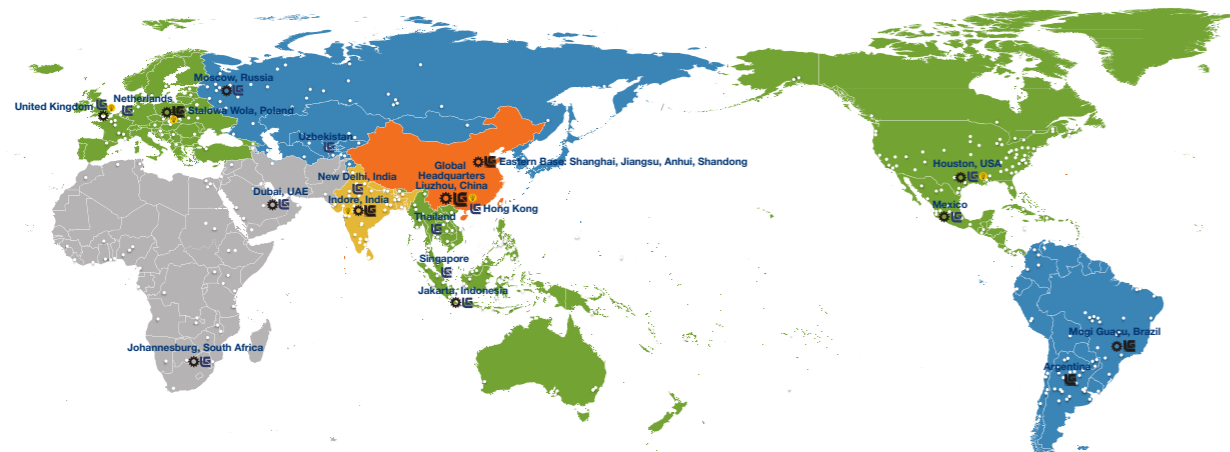 Moscow, Russia
Netherlands
United Kingdom
Stalowa Wola, Poland
Uzbekistan
Eastern Base: Shanghai, Jiangsu, Anhui, Shandong
Global
Headquarters
Liuzhou, China
New Delhi, India
Dubai, UAE
Indore, India
Hong Kong
Thailand
Singapore
Jakarta, Indonesia
Johannesburg, South Africa
Houston, USA
Mexico
Mogi Guaçu, Brazil
Argentina